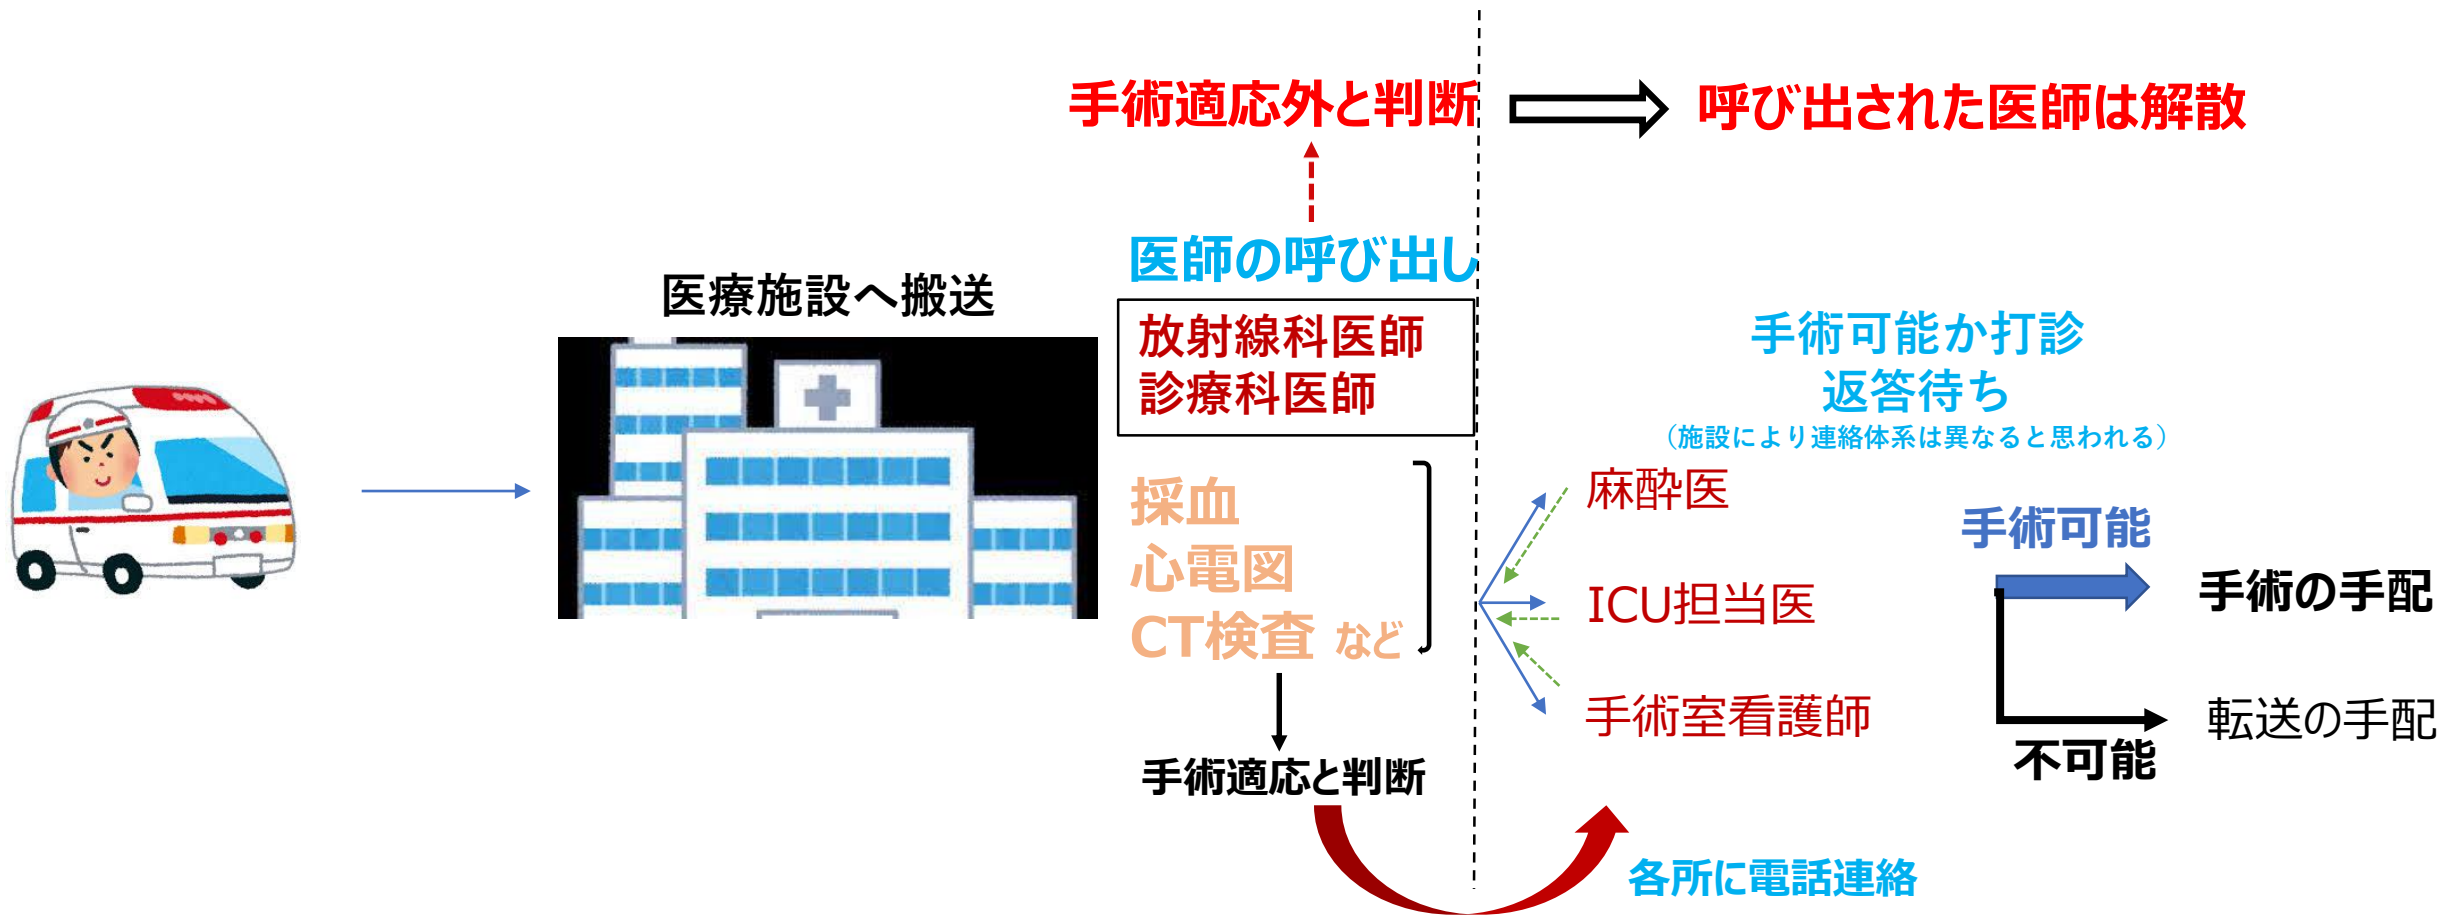 手術適応外と判断
呼び出された医師は解散
医師の呼び出し
医療施設へ搬送
放射線科医師
診療科医師
手術可能か打診
返答待ち
（施設により連絡体系は異なると思われる）
採血
心電図
CT検査 など
麻酔医
ICU担当医
手術室看護師
手術可能
手術の手配
転送の手配
不可能
手術適応と判断
各所に電話連絡